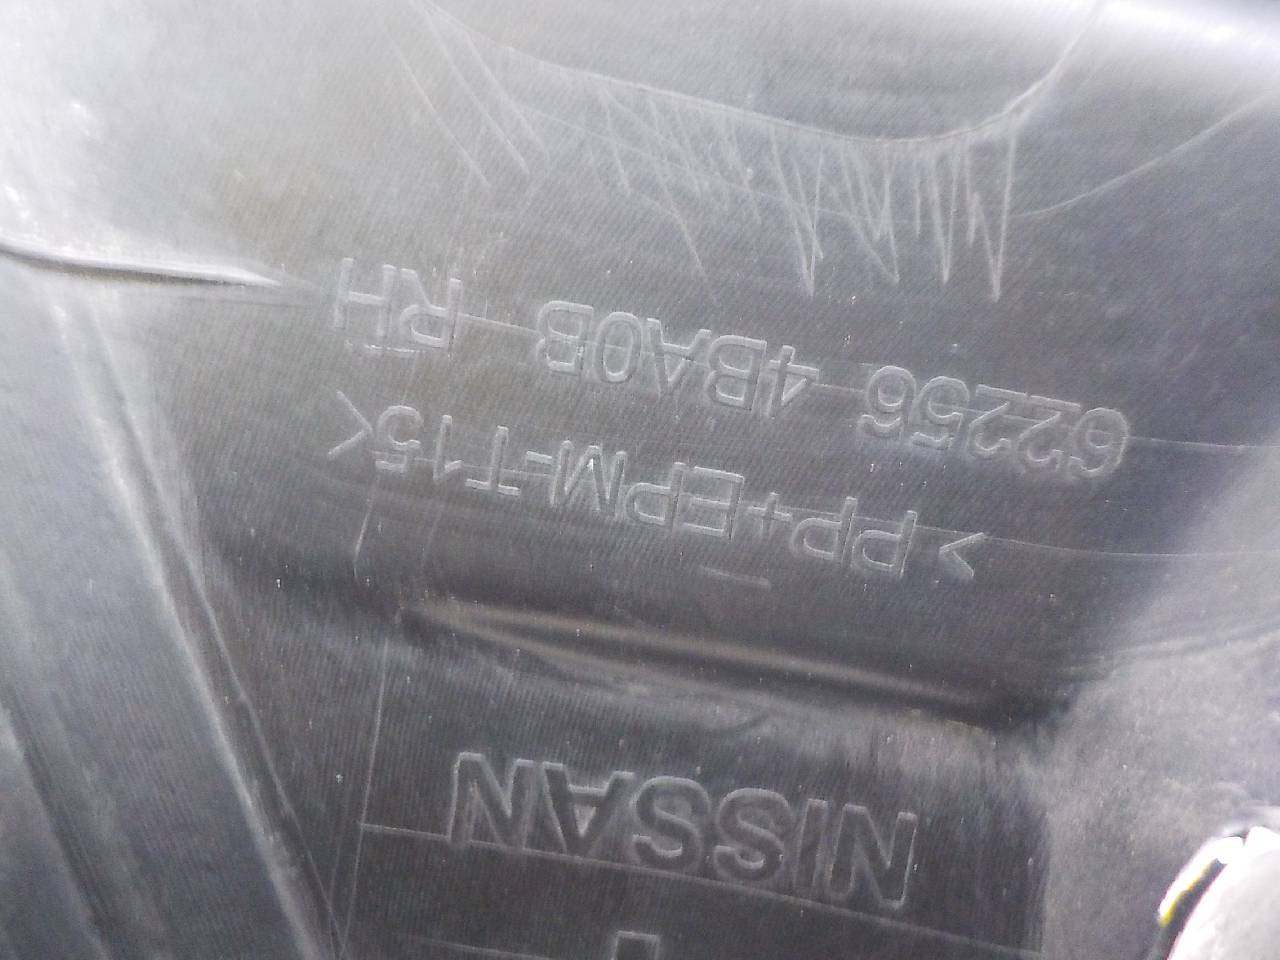 NISSAN
>PP+EPM-T15<
62256 4BA0B RH